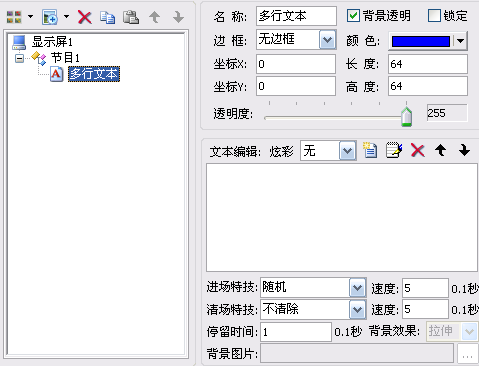 显示屏1
节目1
多行文本
名 称: 多行文本 背景透明 锁定
边 框: 无边框 颜 色:
坐标X: 0 长 度: 64
坐标Y: 0 高 度: 64
透明度: 255
文本编辑: 炫彩 无
进场特技: 随机 速度: 5 0.1秒
清场特技: 不清除 速度: 5 0.1秒
停留时间: 1 0.1秒 背景效果: 拉伸
背景图片: ...